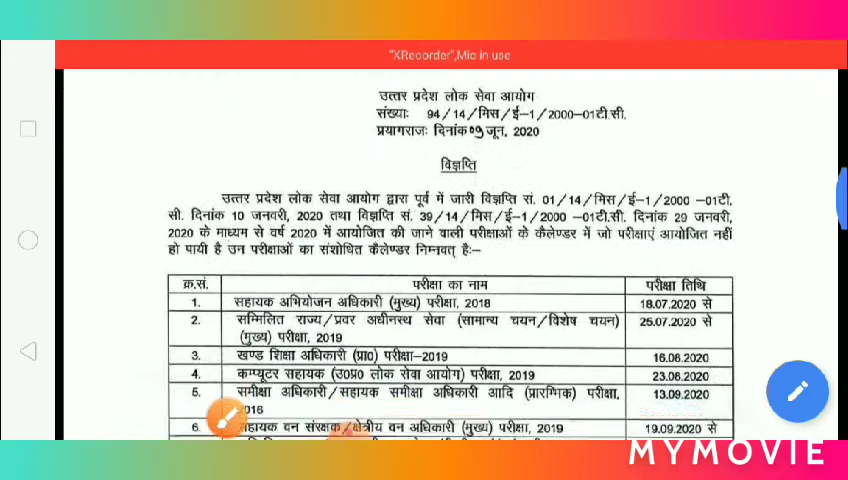 "XRecorder",Mic in use
उत्तर प्रदेश लोक सेवा आयोग
संख्याः 94/14/मिस/ई-1/2000-01टी.सी.
प्रयागराजः दिनांक09जून, 2020
विज्ञप्ति
उत्तर प्रदेश लोक सेवा आयोग द्वारा पूर्व में जारी विज्ञप्ति सं. 01/14/मिस/ई-1/2000 -01टी.
सी. दिनांक 10 जनवरी, 2020 तथा विज्ञप्ति सं. 39/14/मिस/ई-1/2000 -01टी.सी. दिनांक 29 जनवरी,
2020 के माध्यम से वर्ष 2020 में आयोजित की जाने वाली परीक्षाओं के कैलेण्डर में जो परीक्षाएं आयोजित नहीं
हो पायी है उन परीक्षाओं का संशोधित कैलेण्डर निम्नवत् हैः-
क्र.सं. परीक्षा का नाम परीक्षा तिथि
1. सहायक अभियोजन अधिकारी (मुख्य) परीक्षा, 2018 18.07.2020 से
2. सम्मिलित राज्य/प्रवर अधीनस्थ सेवा (सामान्य चयन/विशेष चयन) 25.07.2020 से
(मुख्य) परीक्षा, 2019
3. खण्ड शिक्षा अधिकारी (प्रा0) परीक्षा-2019 16.08.2020
4. कम्प्यूटर सहायक (उ0प्र0 लोक सेवा आयोग) परीक्षा, 2019 23.08.2020
5. समीक्षा अधिकारी/सहायक समीक्षा अधिकारी आदि (प्रारम्भिक) परीक्षा, 13.09.2020
2016
6. सहायक वन संरक्षक/क्षेत्रीय वन अधिकारी (मुख्य) परीक्षा, 2019 19.09.2020 से
MYMOVIE